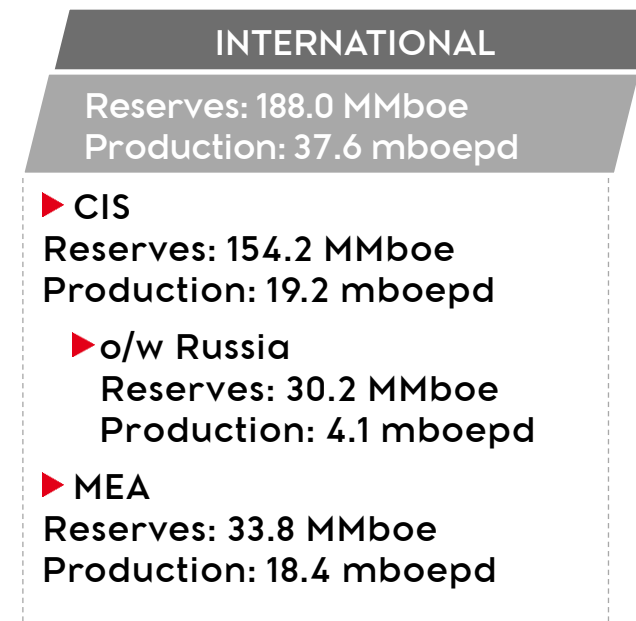 INTERNATIONAL
Reserves: 188.0 MMboe
Production: 37.6 mboepd
CIS
Reserves: 154.2 MMboe
Production: 19.2 mboepd
o/w Russia
Reserves: 30.2 MMboe
Production: 4.1 mboepd
MEA
Reserves: 33.8 MMboe
Production: 18.4 mboepd